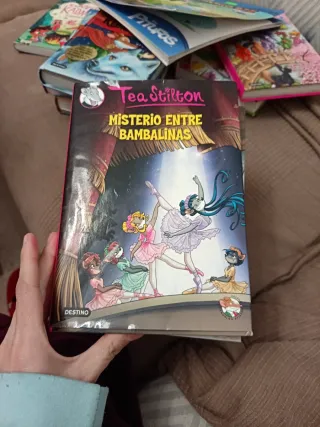 Tea Stilton
MISTERIO ENTRE
BAMBALINAS
DESTINO